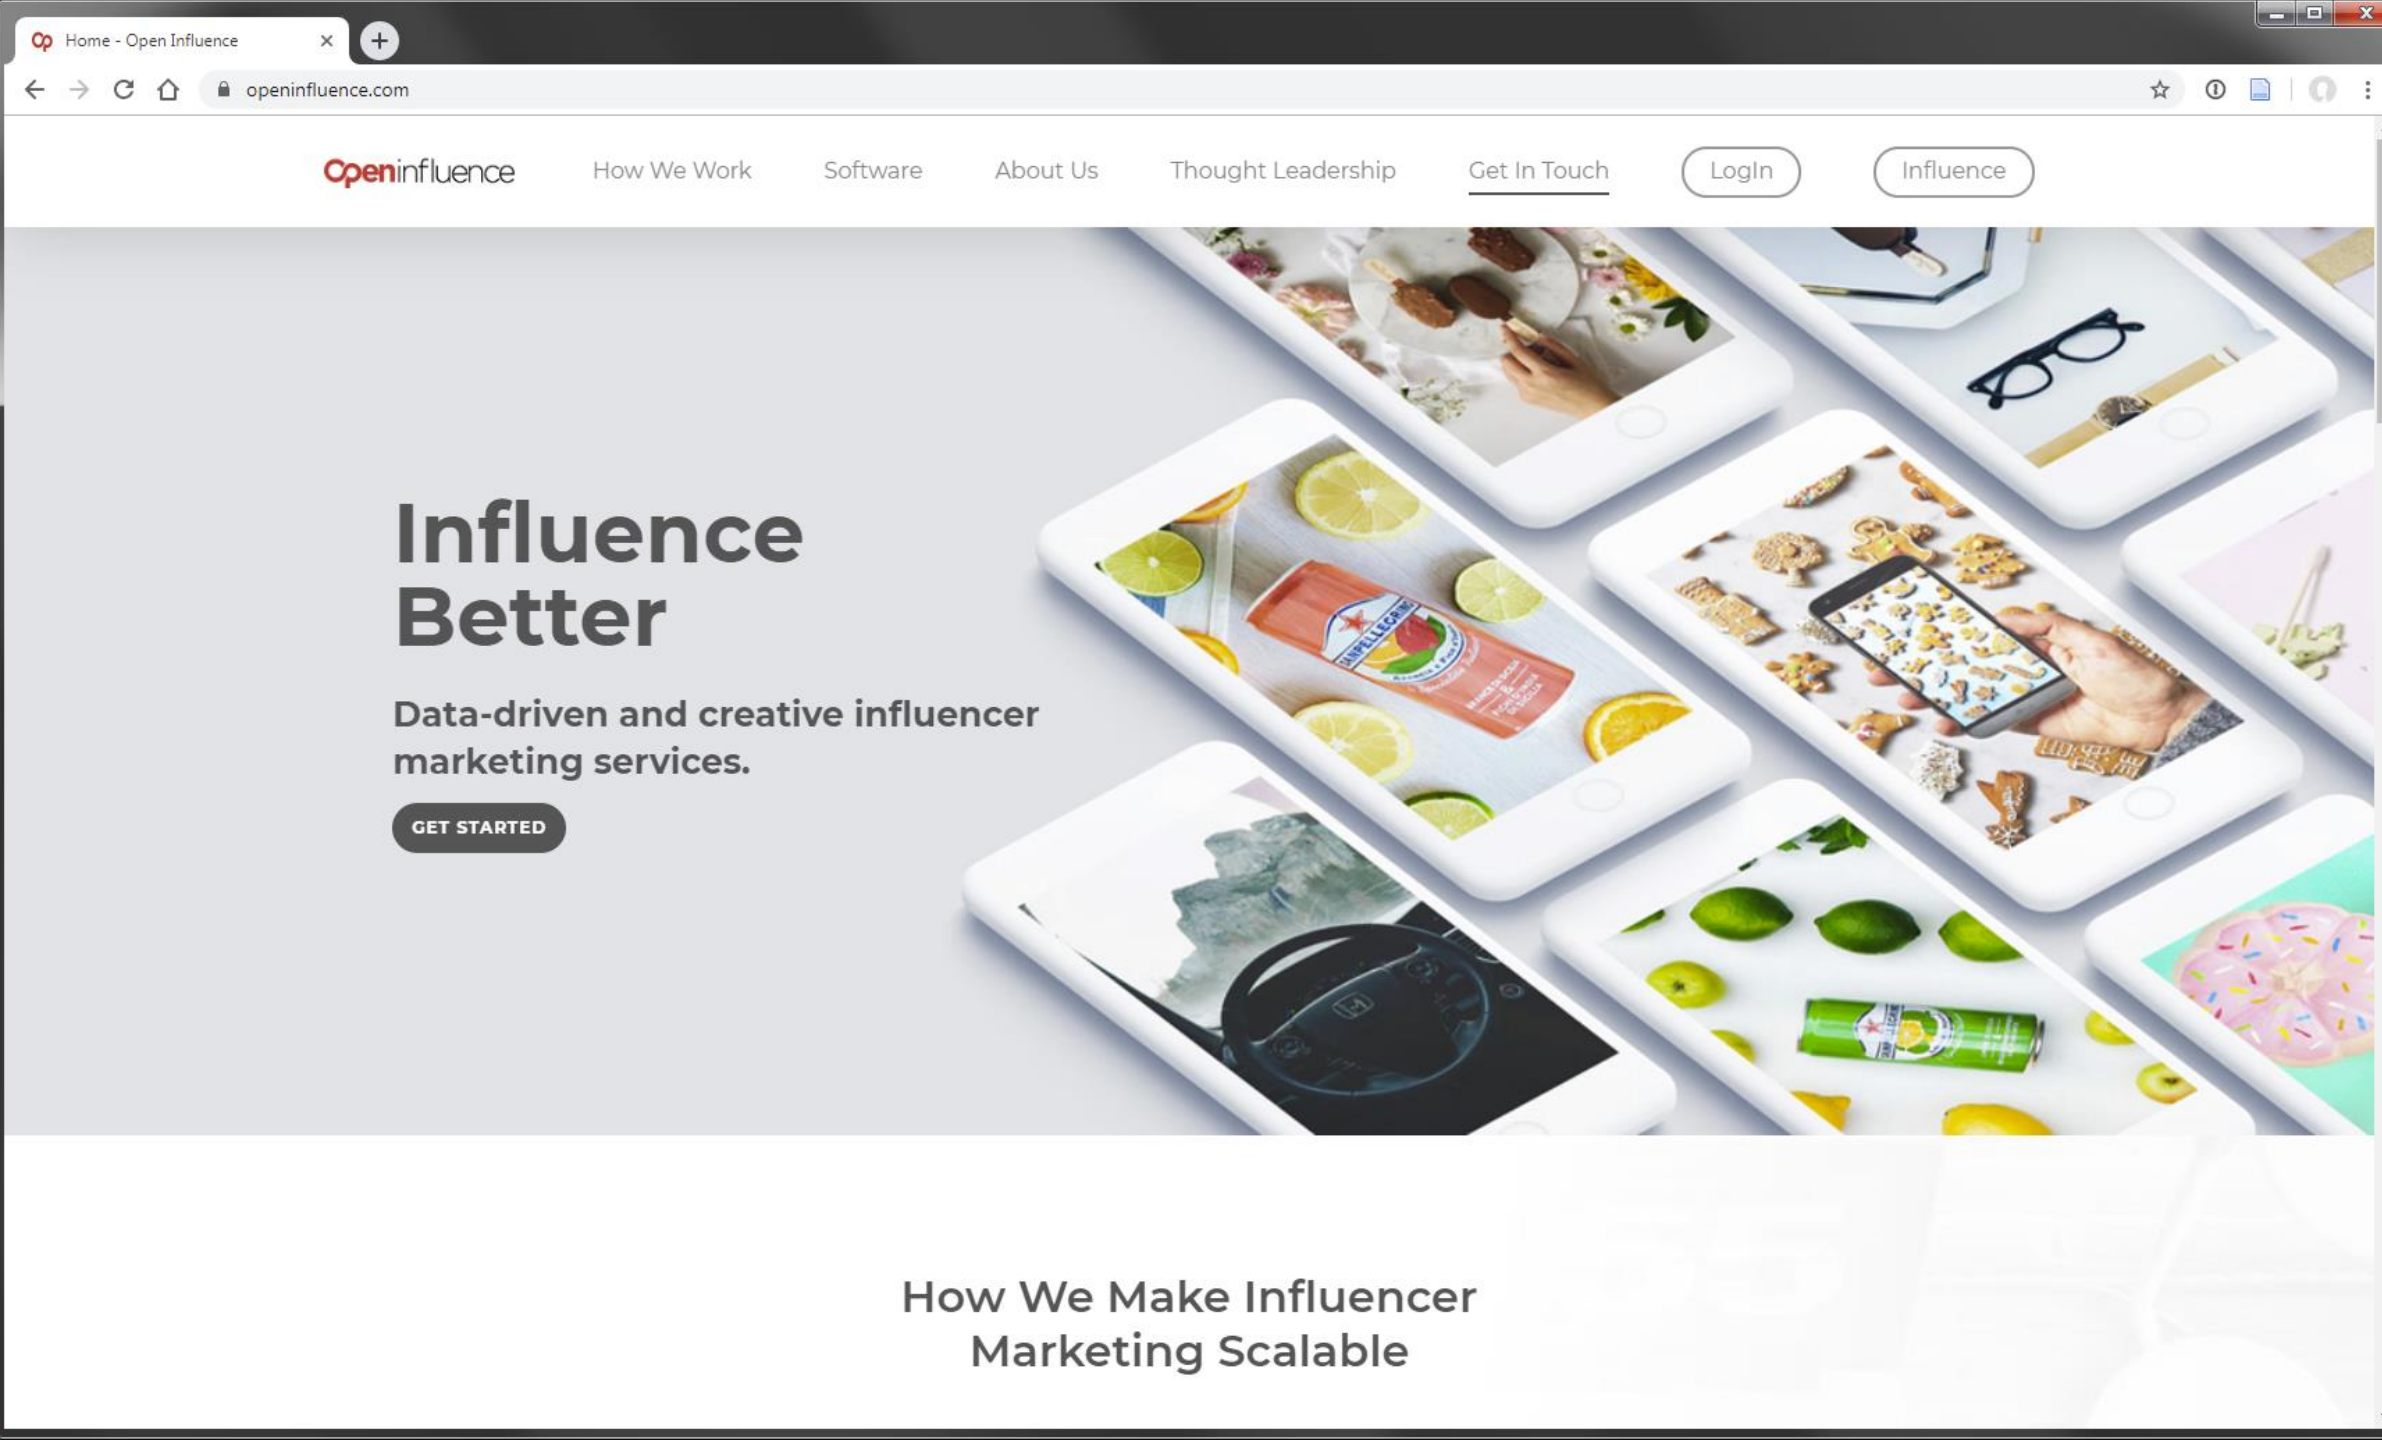 Home - Open Influence
openinfluence.com
Openinfluence
How We Work
Software
About Us
Thought Leadership
Get In Touch
LogIn
Influence
Influence
Better
Data-driven and creative influencer
marketing services.
GET STARTED
SANPELLEGRINO
How We Make Influencer
Marketing Scalable